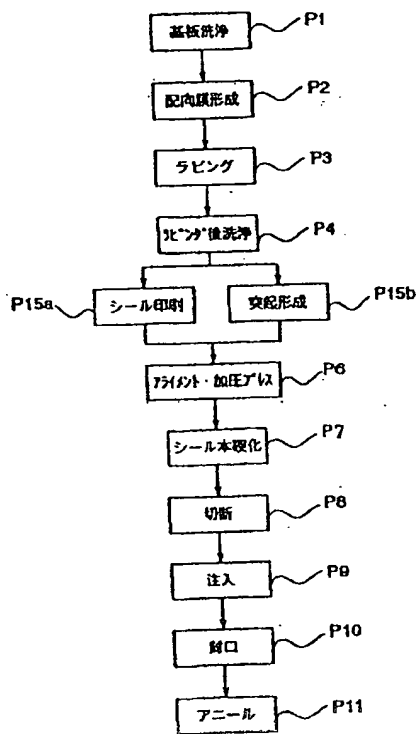 基板洗浄
P1
配向膜形成
P2
ラビング
P3
ﾗﾋﾞﾝｸﾞ後洗浄
P4
P15a
シール印刷
突起形成
P15b
ｱﾗｲﾒﾝﾄ・加圧ﾌﾟﾚｽ
P6
シール本硬化
P7
切断
P8
注入
P9
封口
P10
アニール
P11